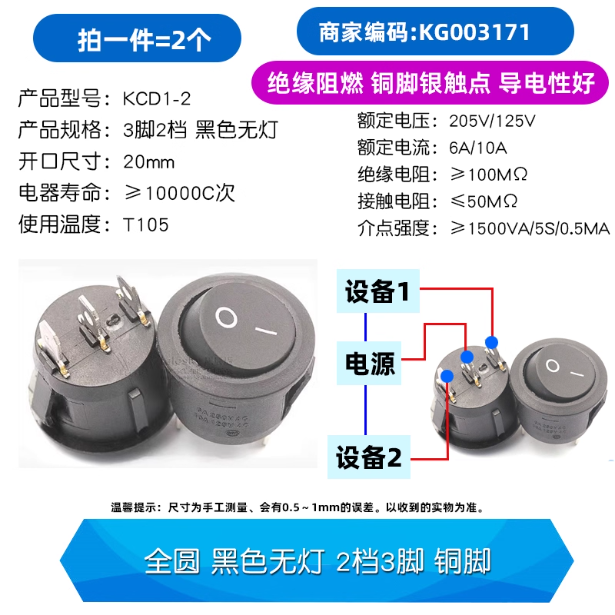 拍一件=2个
商家编码:KG003171
绝缘阻燃 铜脚银触点 导电性好
产品型号: KCD1-2
产品规格: 3脚2档 黑色无灯
开口尺寸: 20mm
电器寿命: ≥10000C次
使用温度: T105
额定电压: 205V/125V
额定电流: 6A/10A
绝缘电阻: ≥100MΩ
接触电阻: ≤50MΩ
介点强度: ≥1500VA/5S/0.5MA
设备1
电源
设备2
温馨提示: 尺寸为手工测量、会有0.5~1mm的误差。以收到的实物为准。
全圆 黑色无灯 2档3脚 铜脚